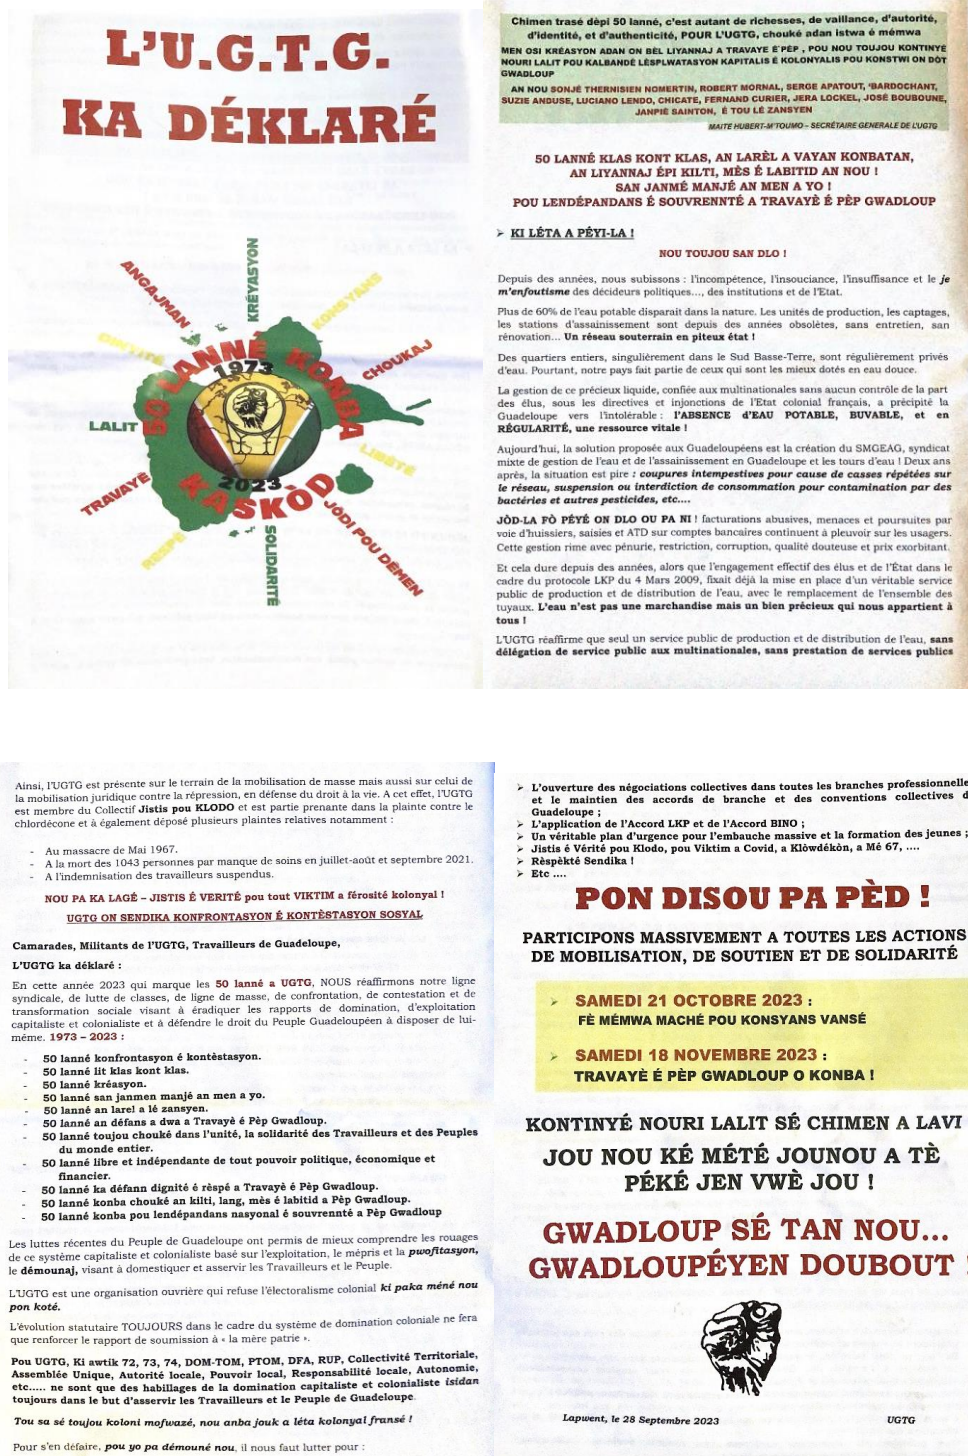 L'U.G.T.G.
KA DÉKLARÉ
KRÉYASYON
ANGAJMAN
KONSYANS
DINYITÉ
CHOUKAJ
50 LANNÉ KONBA
1973
LALIT
LIBÈTÉ
2023
KASKÒD
TRAVAYÈ
RÈSPÉ
SOLIDARITÉ
JÒDI POU DÈMEN
Chimen trasé dèpi 50 lanné, c'est autant de richesses, de vaillance, d'autorité,
d'identité, et d'authenticité, POUR L'UGTG, chouké adan istwa é mémwa
MEN OSI KRÉASYON ADAN ON BÈL LIYANNAJ A TRAVAYE É PÈP , POU NOU TOUJOU KONTINYÉ
NOURI LALIT POU KALBANDÉ LÈSPLWATASYON KAPITALIS É KOLONYALIS POU KONSTWI ON DÒT
GWADLOUP
AN NOU SONJÉ THERNISIEN NOMERTIN, ROBERT MORNAL, SERGE APATOUT, 'BARDOCHANT,
SUZIE ANDUSE, LUCIANO LENDO, CHICATE, FERNAND CURIER, JERA LOCKEL, JOSÉ BOUBOUNE,
JANPIÈ SAINTON, É TOU LÉ ZANSYEN
MAITE HUBERT-M'TOUMO – SECRÉTAIRE GENERALE DE L'UGTG
50 LANNÉ KLAS KONT KLAS, AN LARÈL A VAYAN KONBATAN,
AN LIYANNAJ ÉPI KILTI, MÈS É LABITID AN NOU !
SAN JANMÉ MANJÉ AN MEN A YO !
POU LENDÉPANDANS É SOUVRENNTÉ A TRAVAYÈ É PÈP GWADLOUP
➢ KI LÉTA A PÉYI-LA !
NOU TOUJOU SAN DLO !
Depuis des années, nous subissons : l'incompétence, l'insouciance, l'insuffisance et le je
m'enfoutisme des décideurs politiques..., des institutions et de l'Etat.
Plus de 60% de l'eau potable disparait dans la nature. Les unités de production, les captages,
les stations d'assainissement sont depuis des années obsolètes, sans entretien, san
rénovation... Un réseau souterrain en piteux état !
Des quartiers entiers, singulièrement dans le Sud Basse-Terre, sont régulièrement privés
d'eau. Pourtant, notre pays fait partie de ceux qui sont les mieux dotés en eau douce.
La gestion de ce précieux liquide, confiée aux multinationales sans aucun contrôle de la part
des élus, sous les directives et injonctions de l'Etat colonial français, a précipité la
Guadeloupe vers l'intolérable : l'ABSENCE d'EAU POTABLE, BUVABLE, et en
RÉGULARITÉ, une ressource vitale !
Aujourd'hui, la solution proposée aux Guadeloupéens est la création du SMGEAG, syndicat
mixte de gestion de l'eau et de l'assainissement en Guadeloupe et les tours d'eau ! Deux ans
après, la situation est pire : coupures intempestives pour cause de casses répétées sur
le réseau, suspension ou interdiction de consommation pour contamination par des
bactéries et autres pesticides, etc....
JÒD-LA FÒ PÉYÉ ON DLO OU PA NI ! facturations abusives, menaces et poursuites par
voie d'huissiers, saisies et ATD sur comptes bancaires continuent à pleuvoir sur les usagers.
Cette gestion rime avec pénurie, restriction, corruption, qualité douteuse et prix exorbitant.
Et cela dure depuis des années, alors que l'engagement effectif des élus et de l'État dans le
cadre du protocole LKP du 4 Mars 2009, fixait déjà la mise en place d'un véritable service
public de production et de distribution de l'eau, avec le remplacement de l'ensemble des
tuyaux. L'eau n'est pas une marchandise mais un bien précieux qui nous appartient à
tous !
L'UGTG réaffirme que seul un service public de production et de distribution de l'eau, sans
délégation de service public aux multinationales, sans prestation de services publics
Ainsi, l'UGTG est présente sur le terrain de la mobilisation de masse mais aussi sur celui de
la mobilisation juridique contre la répression, en défense du droit à la vie. A cet effet, l'UGTG
est membre du Collectif Jistis pou KLODO et est partie prenante dans la plainte contre le
chlordécone et à également déposé plusieurs plaintes relatives notamment :
- Au massacre de Mai 1967.
- A la mort des 1043 personnes par manque de soins en juillet-août et septembre 2021.
- A l'indemnisation des travailleurs suspendus.
NOU PA KA LAGÉ – JISTIS É VERITÉ pou tout VIKTIM a férosité kolonyal !
UGTG ON SENDIKA KONFRONTASYON É KONTÈSTASYON SOSYAL
Camarades, Militants de l'UGTG, Travailleurs de Guadeloupe,
L'UGTG ka déklaré :
En cette année 2023 qui marque les 50 lanné a UGTG, NOUS réaffirmons notre ligne
syndicale, de lutte de classes, de ligne de masse, de confrontation, de contestation et de
transformation sociale visant à éradiquer les rapports de domination, d'exploitation
capitaliste et colonialiste et à défendre le droit du Peuple Guadeloupéen à disposer de lui-
même. 1973 – 2023 :
- 50 lanné konfrontasyon é kontèstasyon.
- 50 lanné lit klas kont klas.
- 50 lanné kréasyon.
- 50 lanné san janmen manjé an men a yo.
- 50 lanné an larel a lé zansyen.
- 50 lanné an défans a dwa a Travayè é Pèp Gwadloup.
- 50 lanné toujou chouké dans l'unité, la solidarité des Travailleurs et des Peuples
du monde entier.
- 50 lanné libre et indépendante de tout pouvoir politique, économique et
financier.
- 50 lanné ka défann dignité é rèspé a Travayè é Pèp Gwadloup.
- 50 lanné konba chouké an kilti, lang, mès é labitid a Pèp Gwadloup.
- 50 lanné konba pou lendépandans nasyonal é souvrennté a Pèp Gwadloup
Les luttes récentes du Peuple de Guadeloupe ont permis de mieux comprendre les rouages
de ce système capitaliste et colonialiste basé sur l'exploitation, le mépris et la pwofitasyon,
le démounaj, visant à domestiquer et asservir les Travailleurs et le Peuple.
L'UGTG est une organisation ouvrière qui refuse l'électoralisme colonial ki paka méné nou
pon koté.
L'évolution statutaire TOUJOURS dans le cadre du système de domination coloniale ne fera
que renforcer le rapport de soumission à « la mère patrie ».
Pou UGTG, Ki awtik 72, 73, 74, DOM-TOM, PTOM, DFA, RUP, Collectivité Territoriale,
Assemblée Unique, Autorité locale, Pouvoir local, Responsabilité locale, Autonomie,
etc..... ne sont que des habillages de la domination capitaliste et colonialiste isidan
toujours dans le but d'asservir les Travailleurs et le Peuple de Guadeloupe.
Tou sa sé toujou koloni mofwazé, nou anba jouk a léta kolonyal fransé !
Pour s'en défaire, pou yo pa démouné nou, il nous faut lutter pour :
➢ L'ouverture des négociations collectives dans toutes les branches professionnelle
et le maintien des accords de branche et des conventions collectives d
Guadeloupe ;
➢ L'application de l'Accord LKP et de l'Accord BINO ;
➢ Un véritable plan d'urgence pour l'embauche massive et la formation des jeunes ;
➢ Jistis é Vérité pou Klodo, pou Viktim a Covid, a Klòwdékòn, a Mé 67, ....
➢ Rèspèkté Sendika !
➢ Etc ....
PON DISOU PA PÈD !
PARTICIPONS MASSIVEMENT A TOUTES LES ACTIONS
DE MOBILISATION, DE SOUTIEN ET DE SOLIDARITÉ
➢ SAMEDI 21 OCTOBRE 2023 :
FÈ MÉMWA MACHÉ POU KONSYANS VANSÉ
➢ SAMEDI 18 NOVEMBRE 2023 :
TRAVAYÈ É PÈP GWADLOUP O KONBA !
KONTINYÉ NOURI LALIT SÉ CHIMEN A LAVI
JOU NOU KÉ MÉTÉ JOUNOU A TÈ
PÉKÉ JEN VWÈ JOU !
GWADLOUP SÉ TAN NOU...
GWADLOUPÉYEN DOUBOUT !
Lapwent, le 28 Septembre 2023
UGTG